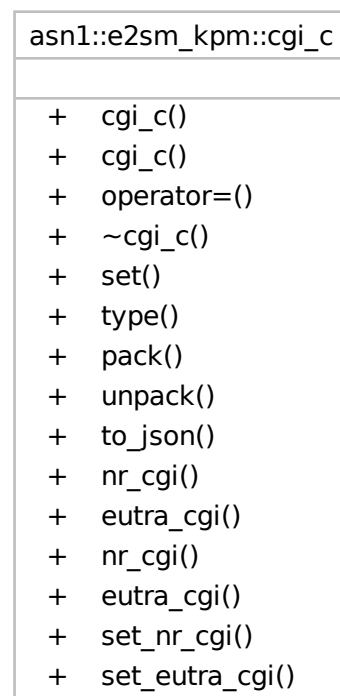 asn1::e2sm_kpm::cgi_c
+ cgi_c()
+ cgi_c()
+ operator=()
+ ~cgi_c()
+ set()
+ type()
+ pack()
+ unpack()
+ to_json()
+ nr_cgi()
+ eutra_cgi()
+ nr_cgi()
+ eutra_cgi()
+ set_nr_cgi()
+ set_eutra_cgi()